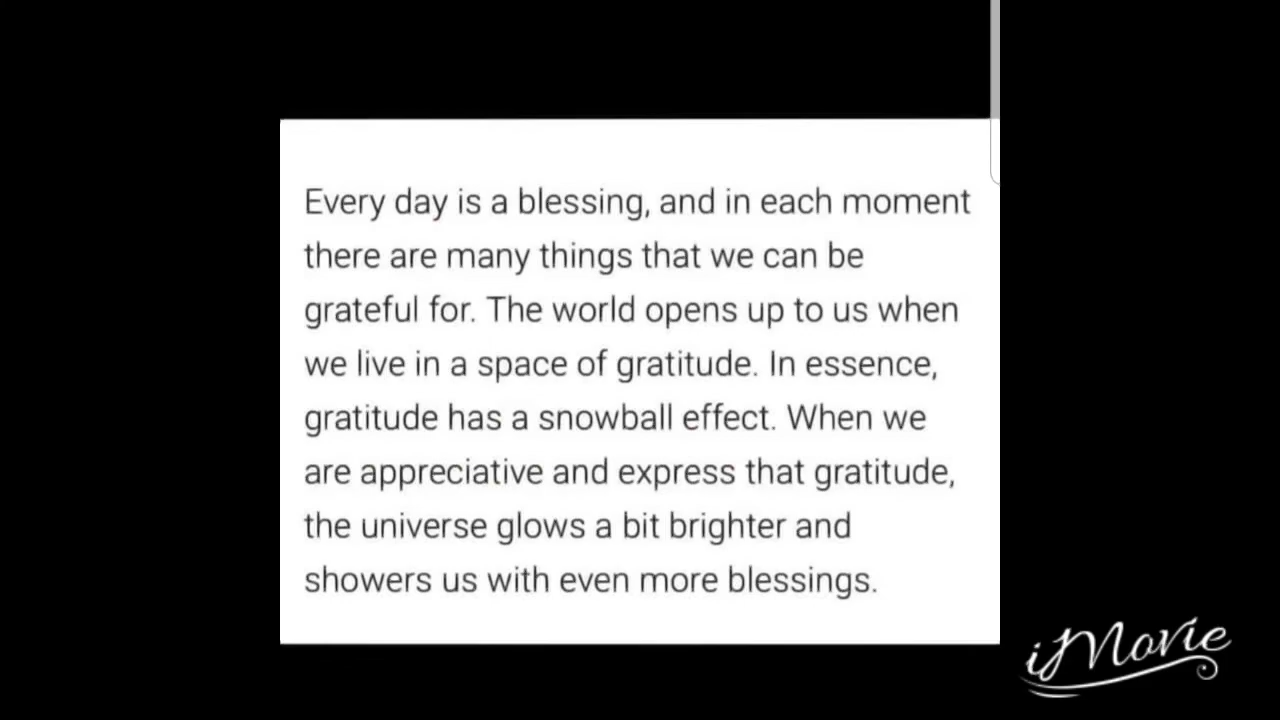 Every day is a blessing, and in each moment
there are many things that we can be
grateful for. The world opens up to us when
we live in a space of gratitude. In essence,
gratitude has a snowball effect. When we
are appreciative and express that gratitude,
the universe glows a bit brighter and
showers us with even more blessings.
iMovie